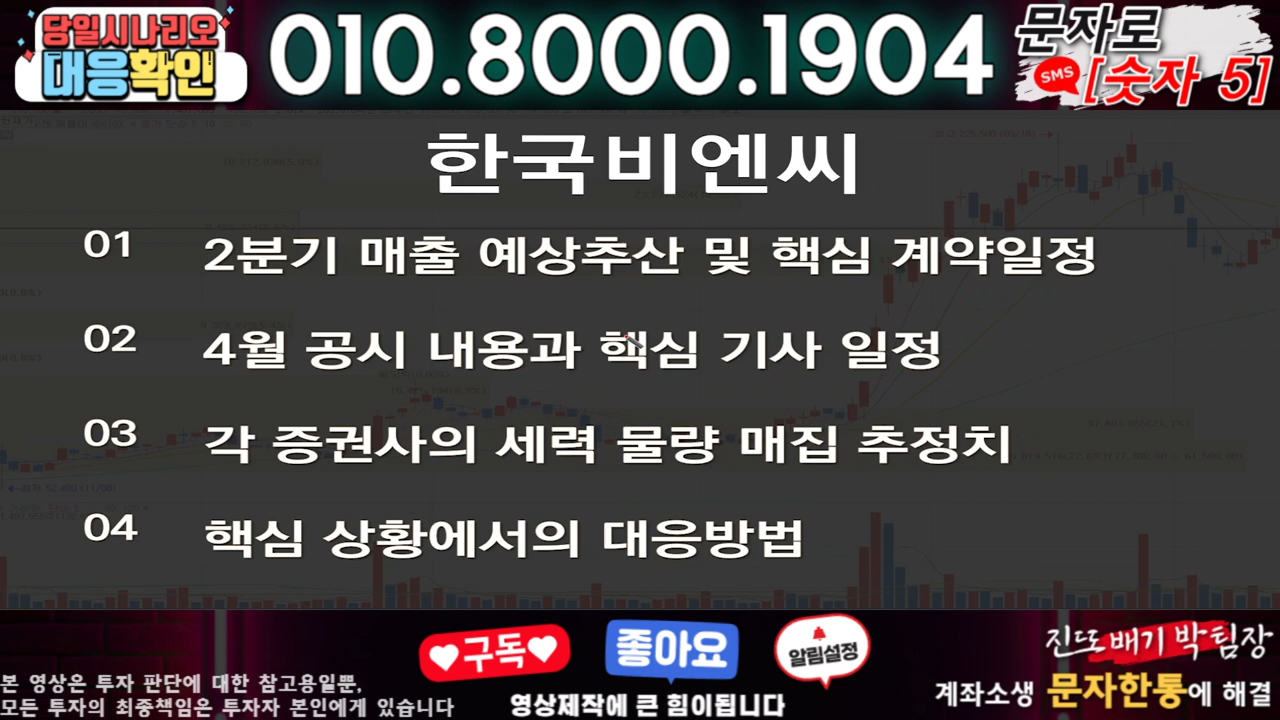 당일시나리오
대응확인
010.8000.1904
문자로
SMS [숫자 5]
한국비엔씨
01 2분기 매출 예상추산 및 핵심 계약일정
02 4월 공시 내용과 핵심 기사 일정
03 각 증권사의 세력 물량 매집 추정치
04 핵심 상황에서의 대응방법
구독
좋아요
알림설정
영상제작에 큰 힘이됩니다
본 영상은 투자 판단에 대한 참고용일뿐,
모든 투자의 최종책임은 투자자 본인에게 있습니다
진또배기 박팀장
계좌소생 문자한통에 해결